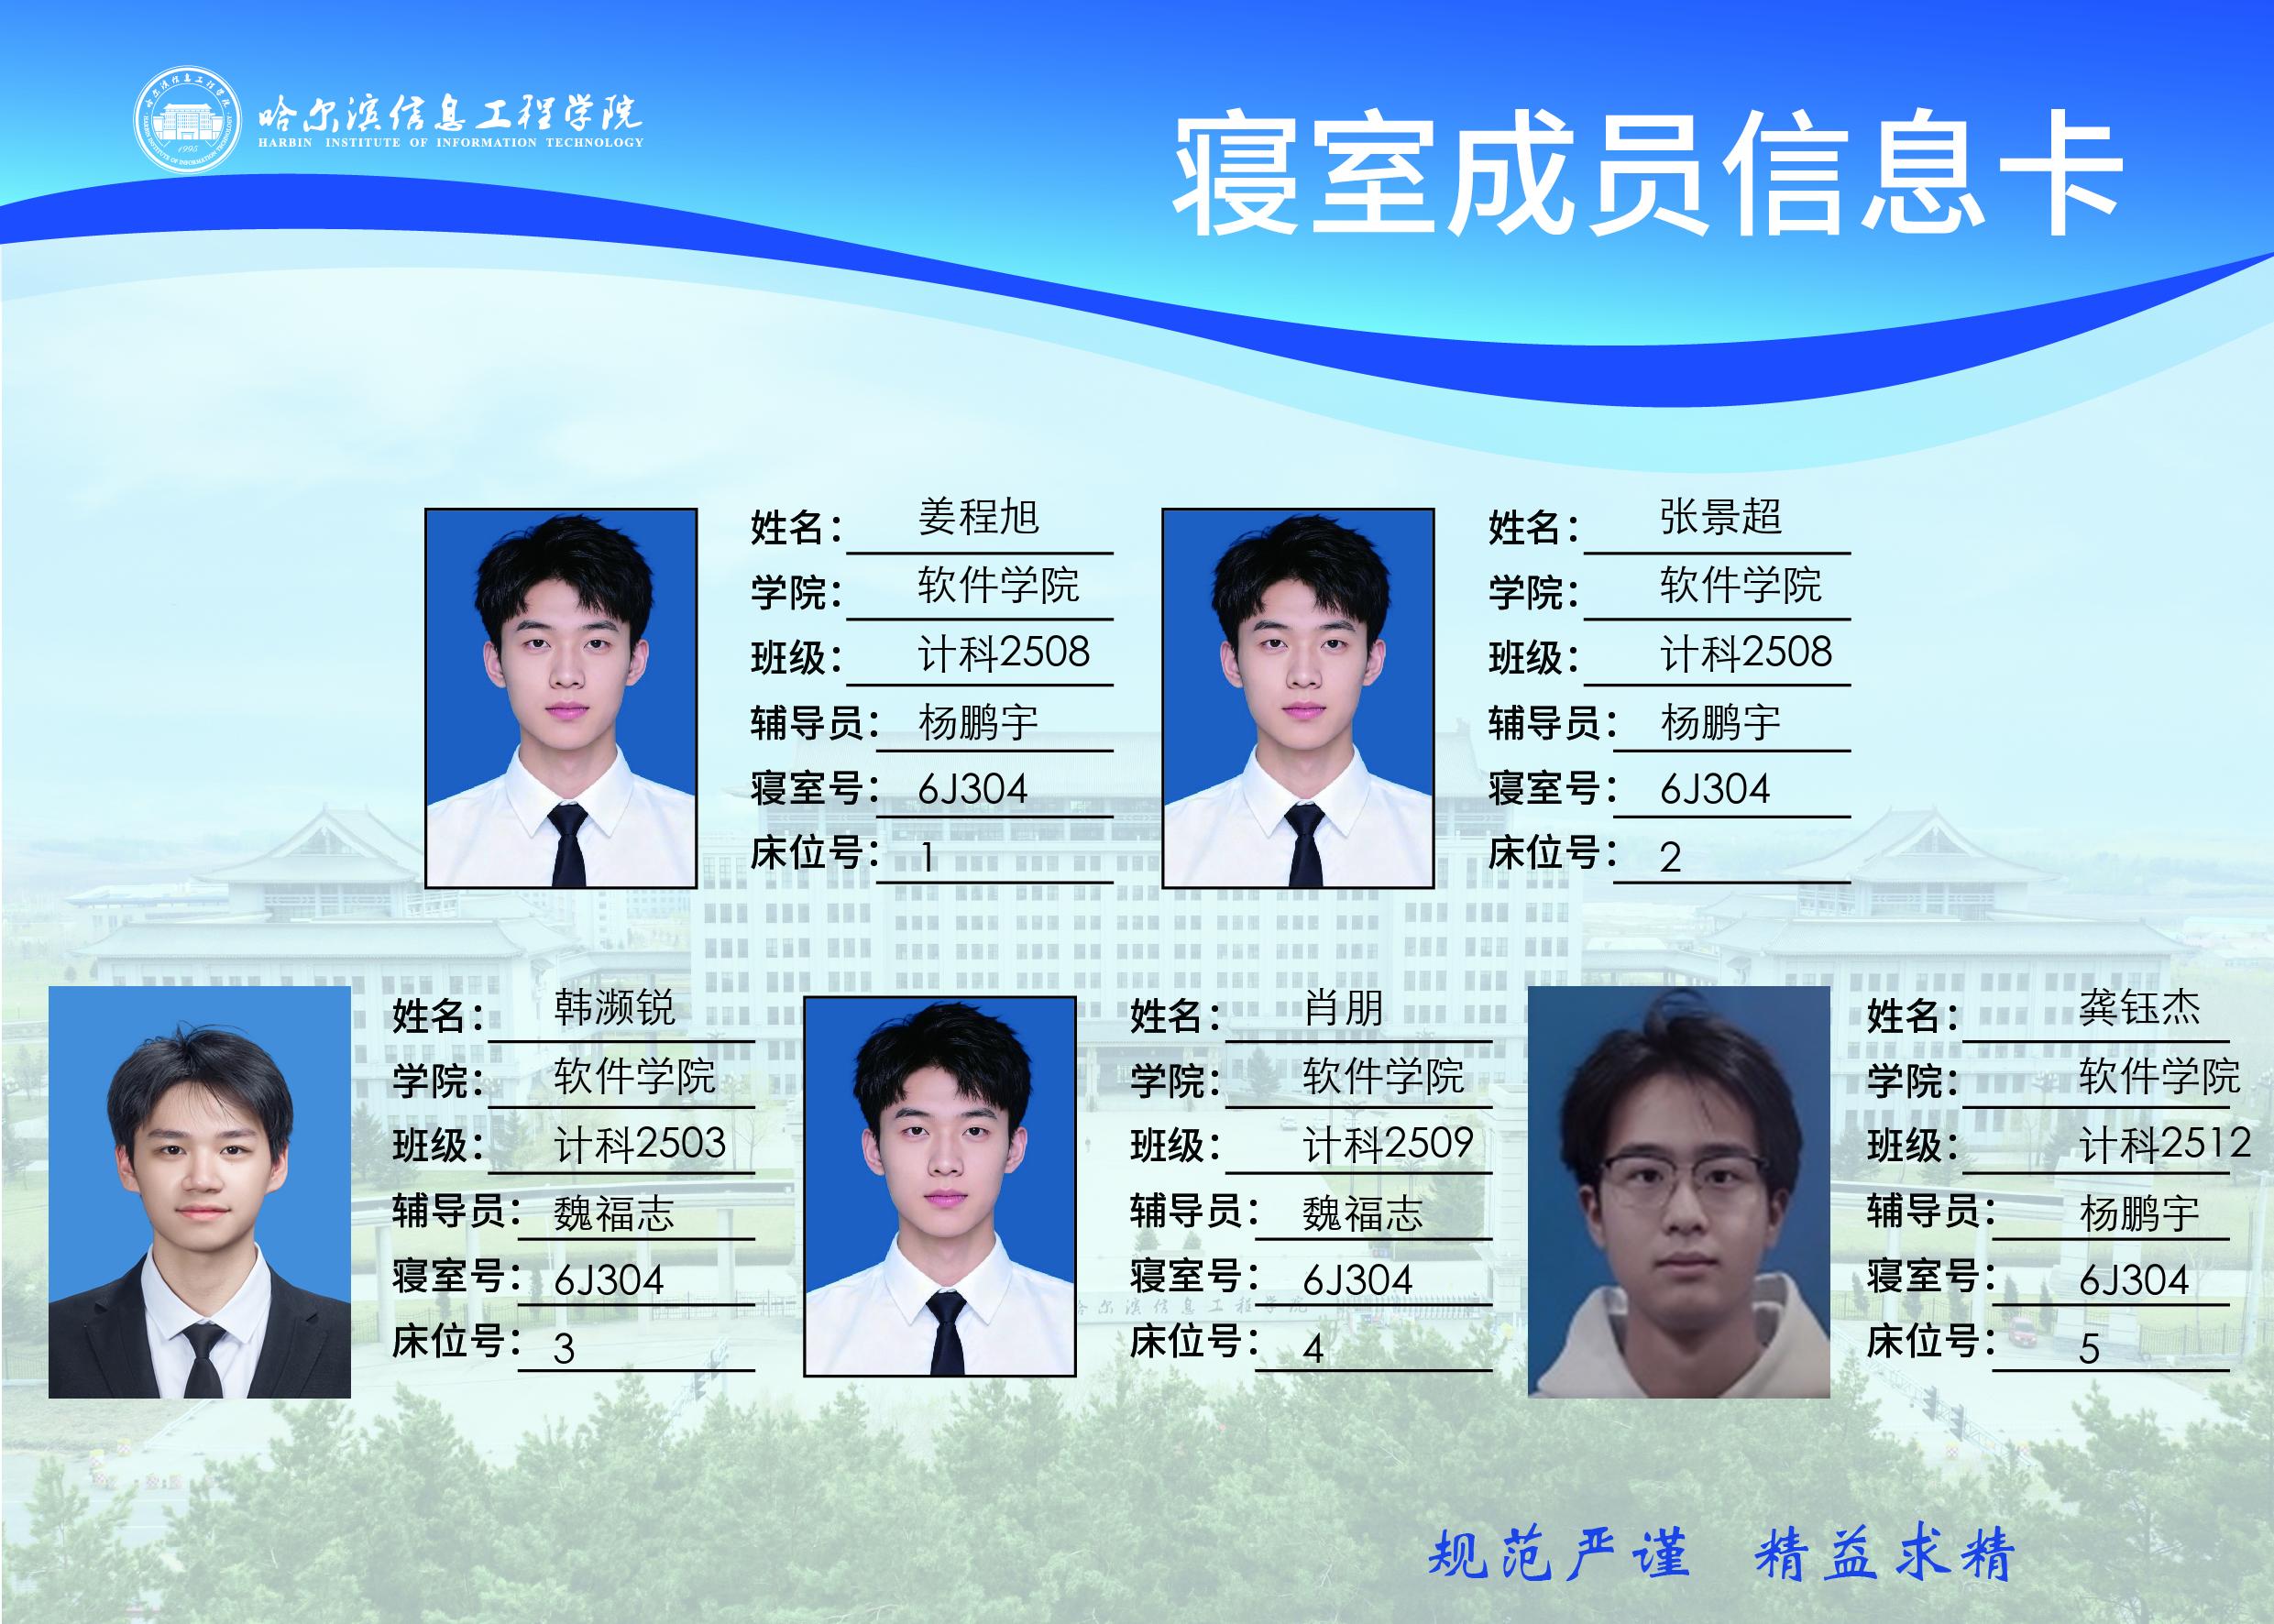 哈尔滨信息工程学院
HARBIN INSTITUTE OF INFORMATION TECHNOLOGY
1995
寝室成员信息卡
姓名： 姜程旭
学院： 软件学院
班级： 计科2508
辅导员： 杨鹏宇
寝室号： 6J304
床位号： 1
姓名： 张景超
学院： 软件学院
班级： 计科2508
辅导员： 杨鹏宇
寝室号： 6J304
床位号： 2
姓名： 韩濒锐
学院： 软件学院
班级： 计科2503
辅导员： 魏福志
寝室号： 6J304
床位号： 3
姓名： 肖朋
学院： 软件学院
班级： 计科2509
辅导员： 魏福志
寝室号： 6J304
床位号： 4
姓名： 龚钰杰
学院： 软件学院
班级： 计科2512
辅导员： 杨鹏宇
寝室号： 6J304
床位号： 5
哈尔滨信息工程学院
规范严谨 精益求精